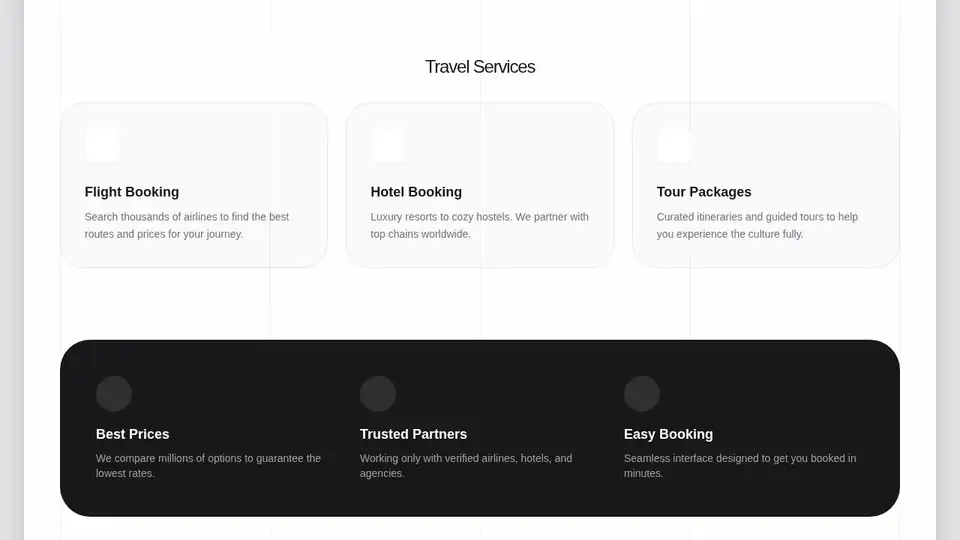 Travel Services
Flight Booking
Search thousands of airlines to find the best
routes and prices for your journey.
Hotel Booking
Luxury resorts to cozy hostels. We partner with
top chains worldwide.
Tour Packages
Curated itineraries and guided tours to help
you experience the culture fully.
Best Prices
We compare millions of options to guarantee the
lowest rates.
Trusted Partners
Working only with verified airlines, hotels, and
agencies.
Easy Booking
Seamless interface designed to get you booked in
minutes.